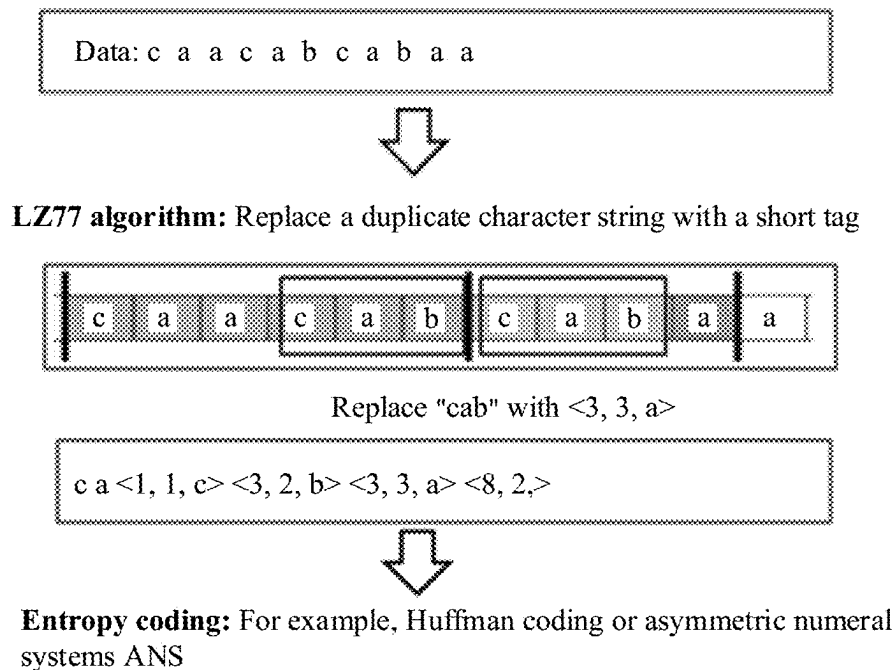 Data: c a a c a b c a b a a
LZ77 algorithm: Replace a duplicate character string with a short tag
c a a c a b c a b a a
Replace "cab" with <3, 3, a>
c a <1, 1, c> <3, 2, b> <3, 3, a> <8, 2,>
Entropy coding: For example, Huffman coding or asymmetric numeral
systems ANS